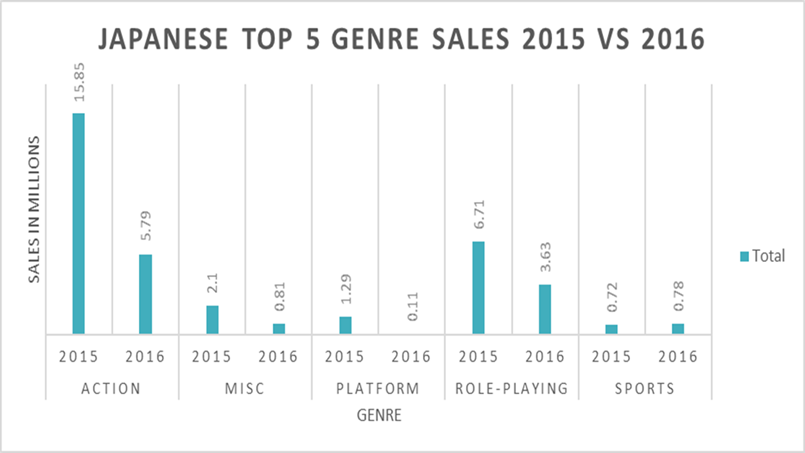 JAPANESE TOP 5 GENRE SALES 2015 VS 2016
SALES IN MILLIONS
15.85
5.79
2.1
0.81
1.29
0.11
6.71
3.63
0.72
0.78
Total
2015 2016 2015 2016 2015 2016 2015 2016 2015 2016
ACTION MISC PLATFORM ROLE-PLAYING SPORTS
GENRE